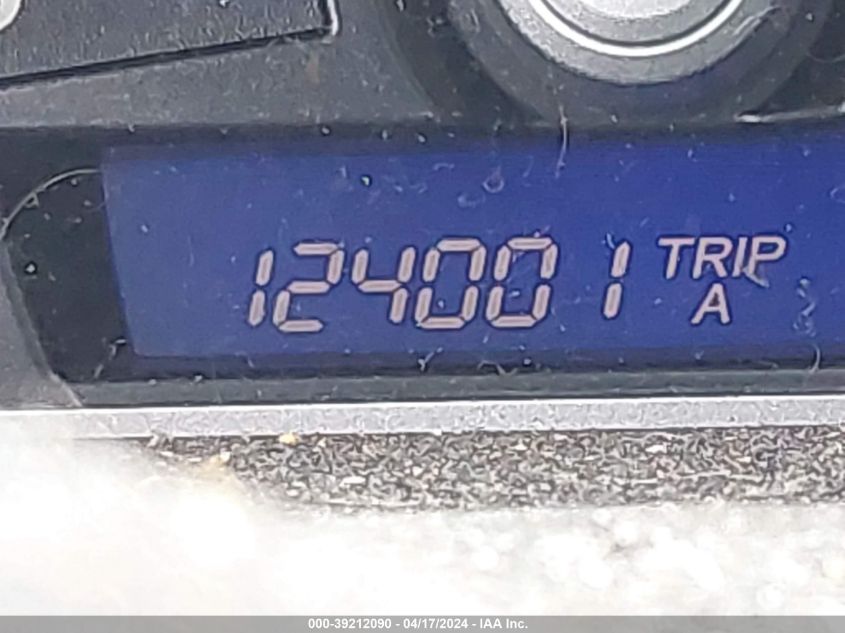 124001 TRIP
A
000-39212090 - 04/17/2024 - IAA Inc.